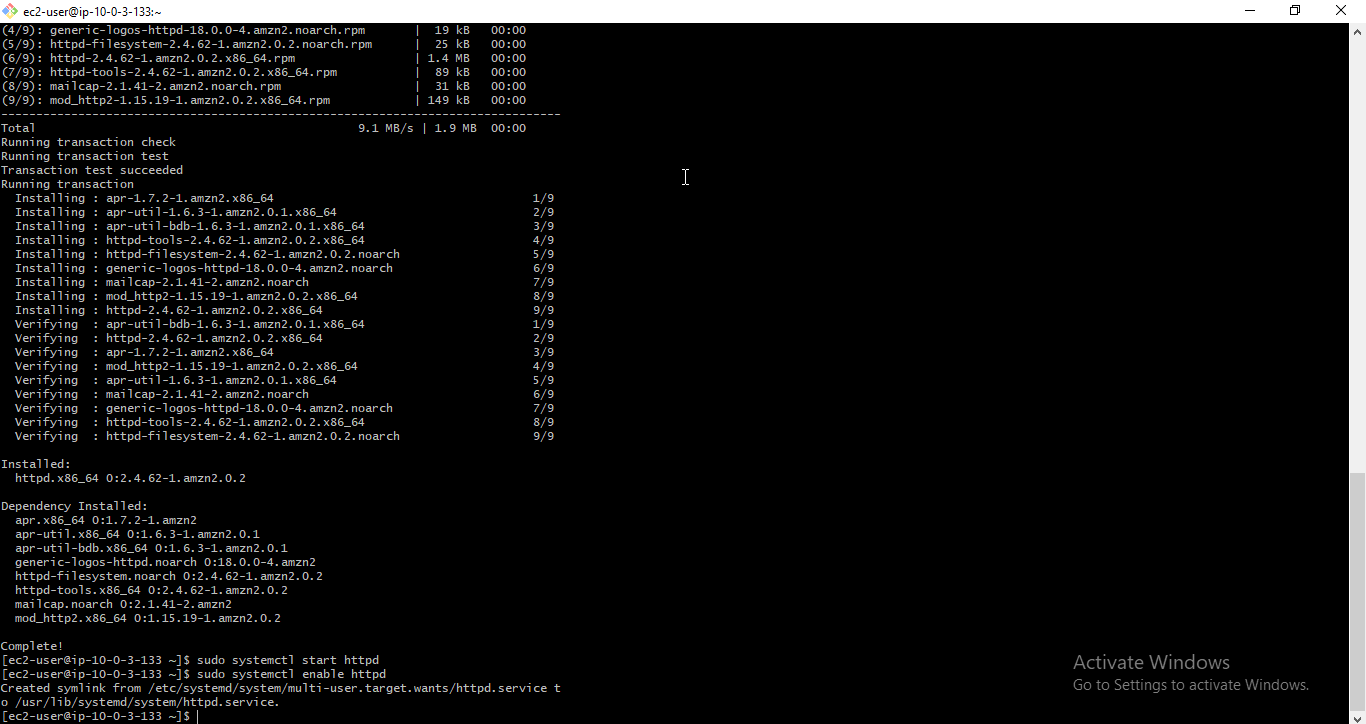 ec2-user@ip-10-0-3-133:~
(4/9): generic-logos-httpd-18.0.0-4.amzn2.noarch.rpm | 19 kB 00:00
(5/9): httpd-filesystem-2.4.62-1.amzn2.0.2.noarch.rpm | 25 kB 00:00
(6/9): httpd-2.4.62-1.amzn2.0.2.x86_64.rpm | 1.4 MB 00:00
(7/9): httpd-tools-2.4.62-1.amzn2.0.2.x86_64.rpm | 89 kB 00:00
(8/9): mailcap-2.1.41-2.amzn2.noarch.rpm | 31 kB 00:00
(9/9): mod_http2-1.15.19-1.amzn2.0.2.x86_64.rpm | 149 kB 00:00
--------------------------------------------------------------------------------
Total 9.1 MB/s | 1.9 MB 00:00
Running transaction check
Running transaction test
Transaction test succeeded
Running transaction
Installing : apr-1.7.2-1.amzn2.x86_64 1/9
Installing : apr-util-1.6.3-1.amzn2.0.1.x86_64 2/9
Installing : apr-util-bdb-1.6.3-1.amzn2.0.1.x86_64 3/9
Installing : httpd-tools-2.4.62-1.amzn2.0.2.x86_64 4/9
Installing : httpd-filesystem-2.4.62-1.amzn2.0.2.noarch 5/9
Installing : generic-logos-httpd-18.0.0-4.amzn2.noarch 6/9
Installing : mailcap-2.1.41-2.amzn2.noarch 7/9
Installing : mod_http2-1.15.19-1.amzn2.0.2.x86_64 8/9
Installing : httpd-2.4.62-1.amzn2.0.2.x86_64 9/9
Verifying : apr-util-bdb-1.6.3-1.amzn2.0.1.x86_64 1/9
Verifying : httpd-2.4.62-1.amzn2.0.2.x86_64 2/9
Verifying : apr-1.7.2-1.amzn2.x86_64 3/9
Verifying : mod_http2-1.15.19-1.amzn2.0.2.x86_64 4/9
Verifying : apr-util-1.6.3-1.amzn2.0.1.x86_64 5/9
Verifying : mailcap-2.1.41-2.amzn2.noarch 6/9
Verifying : generic-logos-httpd-18.0.0-4.amzn2.noarch 7/9
Verifying : httpd-tools-2.4.62-1.amzn2.0.2.x86_64 8/9
Verifying : httpd-filesystem-2.4.62-1.amzn2.0.2.noarch 9/9
Installed:
httpd.x86_64 0:2.4.62-1.amzn2.0.2
Dependency Installed:
apr.x86_64 0:1.7.2-1.amzn2
apr-util.x86_64 0:1.6.3-1.amzn2.0.1
apr-util-bdb.x86_64 0:1.6.3-1.amzn2.0.1
generic-logos-httpd.noarch 0:18.0.0-4.amzn2
httpd-filesystem.noarch 0:2.4.62-1.amzn2.0.2
httpd-tools.x86_64 0:2.4.62-1.amzn2.0.2
mailcap.noarch 0:2.1.41-2.amzn2
mod_http2.x86_64 0:1.15.19-1.amzn2.0.2
Complete!
[ec2-user@ip-10-0-3-133 ~]$ sudo systemctl start httpd
[ec2-user@ip-10-0-3-133 ~]$ sudo systemctl enable httpd
Created symlink from /etc/systemd/system/multi-user.target.wants/httpd.service t
o /usr/lib/systemd/system/httpd.service.
[ec2-user@ip-10-0-3-133 ~]$
Activate Windows
Go to Settings to activate Windows.